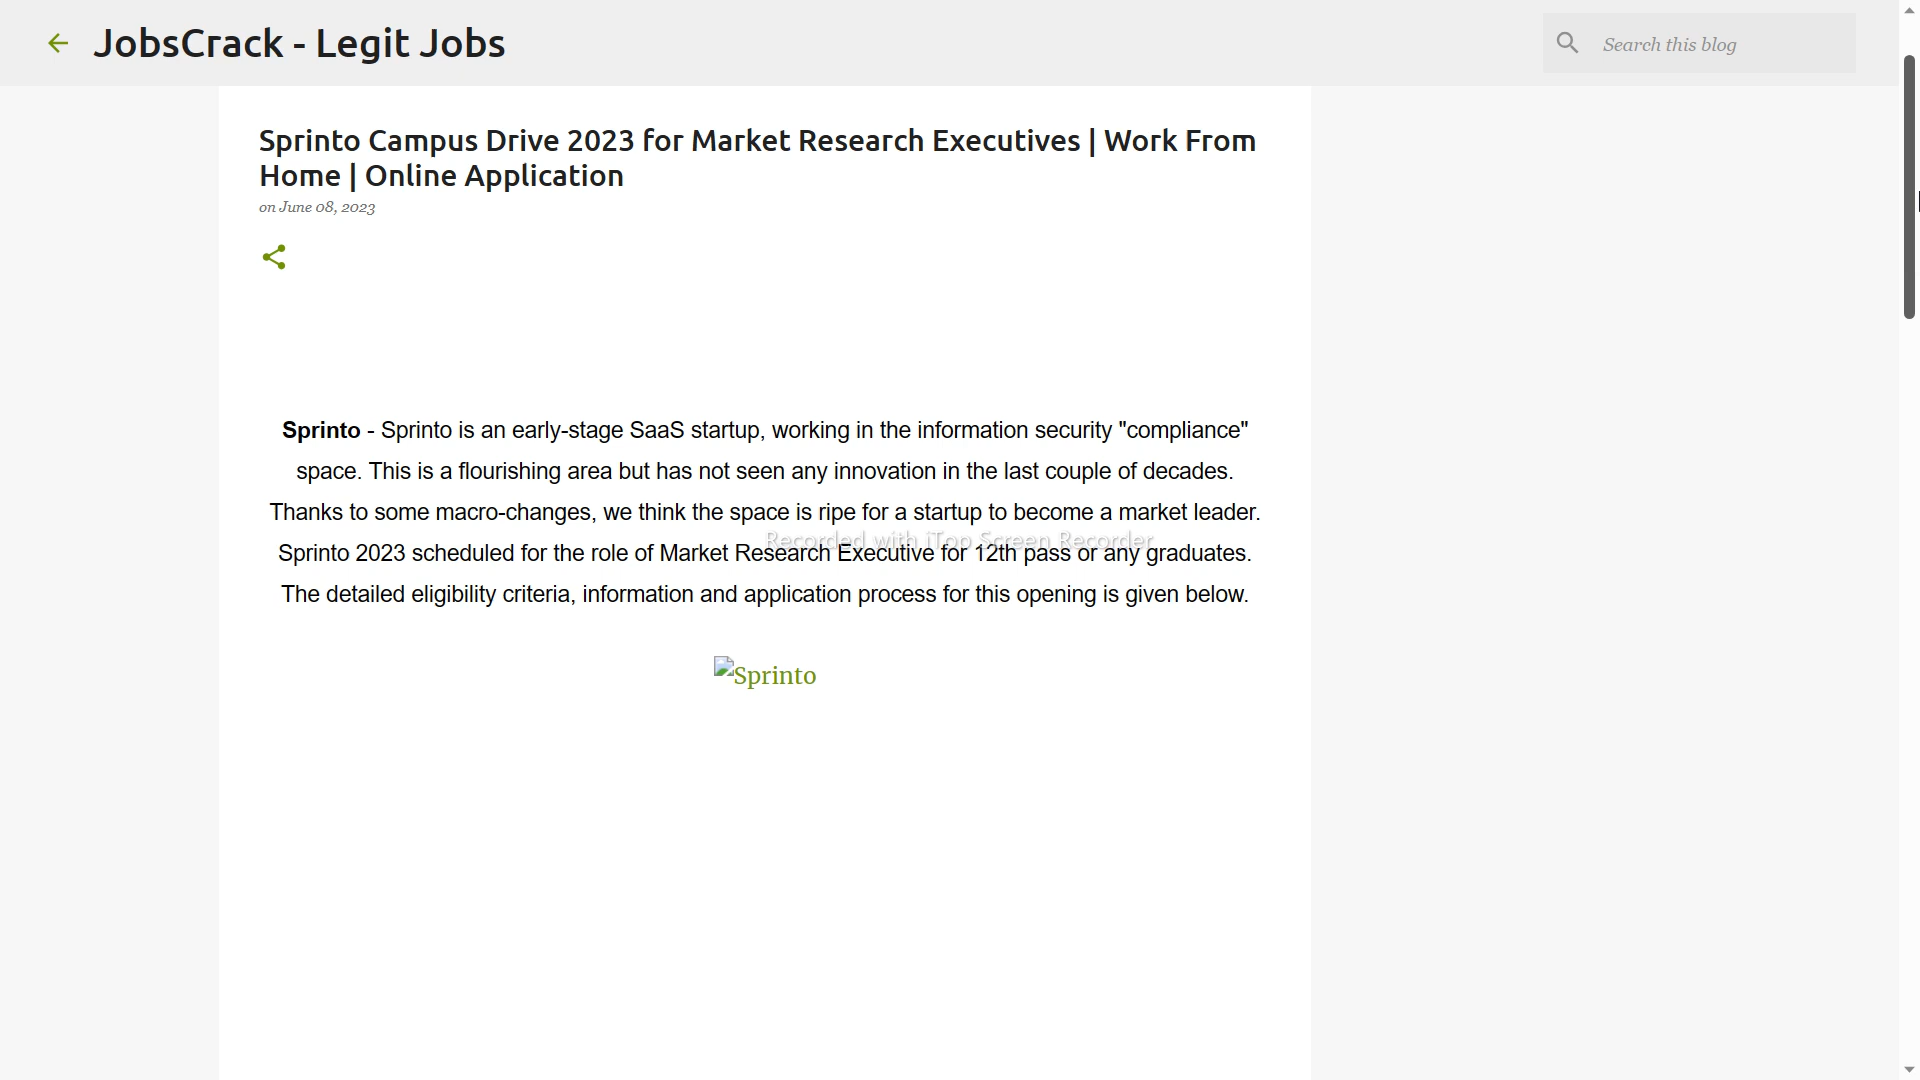 JobsCrack - Legit Jobs
Search this blog
Sprinto Campus Drive 2023 for Market Research Executives | Work From
Home | Online Application
on June 08, 2023
Sprinto - Sprinto is an early-stage SaaS startup, working in the information security "compliance"
space. This is a flourishing area but has not seen any innovation in the last couple of decades.
Thanks to some macro-changes, we think the space is ripe for a startup to become a market leader.
Recorded with iTop Screen Recorder
Sprinto 2023 scheduled for the role of Market Research Executive for 12th pass or any graduates.
The detailed eligibility criteria, information and application process for this opening is given below.
Sprinto